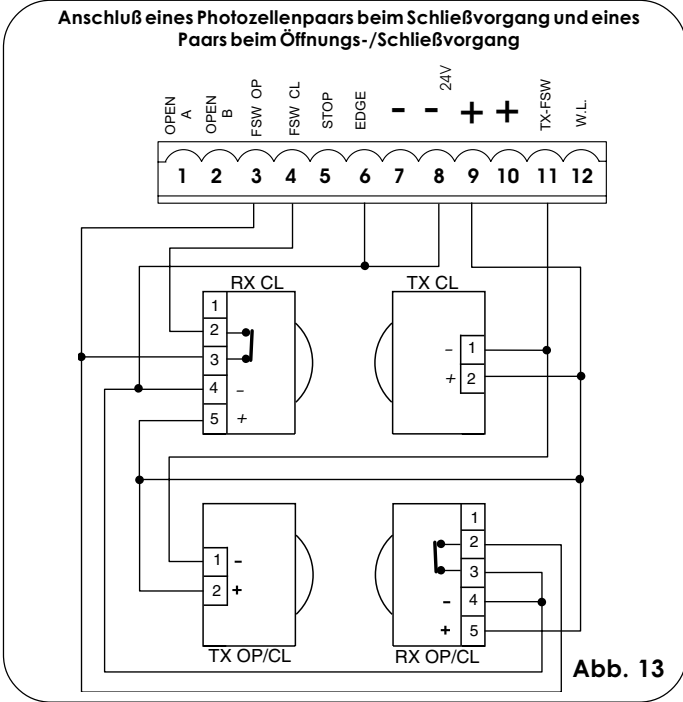 Anschluß eines Photozellenpaars beim Schließvorgang und eines
Paars beim Öffnungs-/Schließvorgang
OPEN A
OPEN B
FSW OP
FSW CL
STOP
EDGE
-
- 24V
+
+
TX-FSW
W.L.
1 2 3 4 5 6 7 8 9 10 11 12
RX CL
1
2
3
4 -
5 +
TX CL
- 1
+ 2
1 -
2 +
TX OP/CL
1
2
3
- 4
+ 5
RX OP/CL
Abb. 13